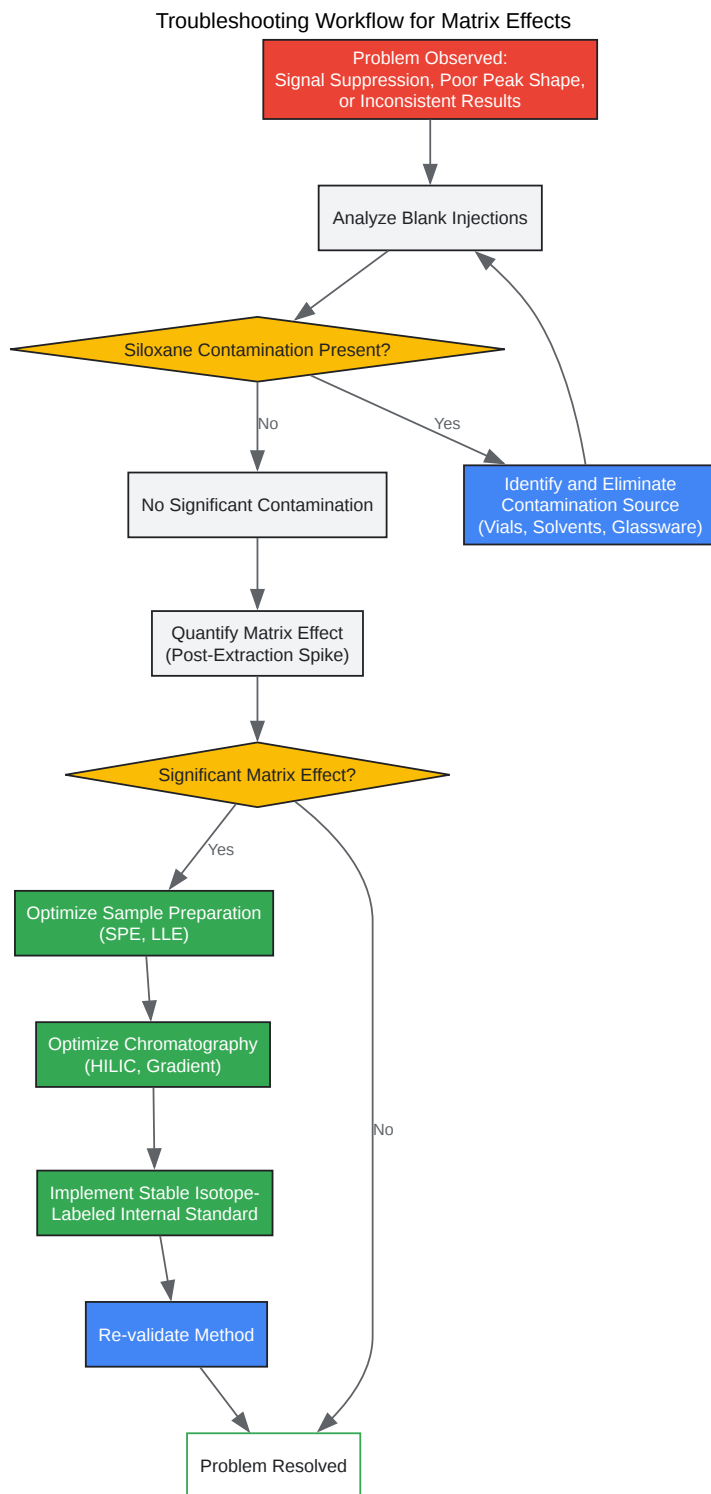 Troubleshooting Workflow for Matrix Effects
Problem Observed:
Signal Suppression, Poor Peak Shape,
or Inconsistent Results
Analyze Blank Injections
Siloxane Contamination Present?
No
Yes
No Significant Contamination
Identify and Eliminate
Contamination Source
(Vials, Solvents, Glassware)
Quantify Matrix Effect
(Post-Extraction Spike)
Significant Matrix Effect?
Yes
Optimize Sample Preparation
(SPE, LLE)
Optimize Chromatography
(HILIC, Gradient)
No
Implement Stable Isotope-
Labeled Internal Standard
Re-validate Method
Problem Resolved